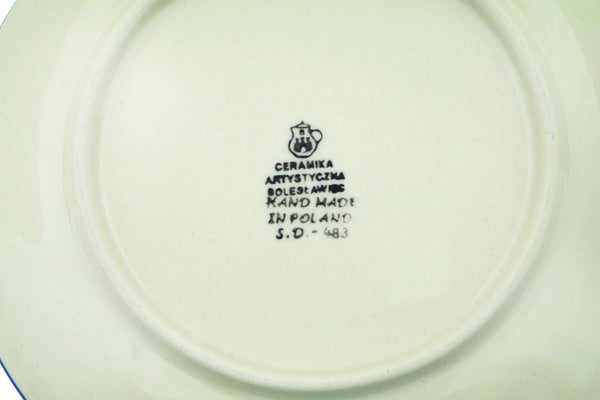 CERAMIKA
ARTYSTYCZNA
BOLESŁAWIEC
HAND MADE
IN POLAND
S.D.-483